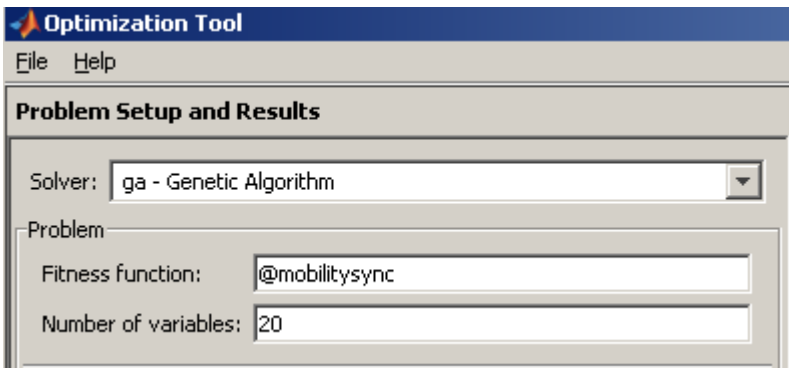 Optimization Tool
File Help
Problem Setup and Results
Solver: ga - Genetic Algorithm
Problem
Fitness function: @mobilitysync
Number of variables: 20